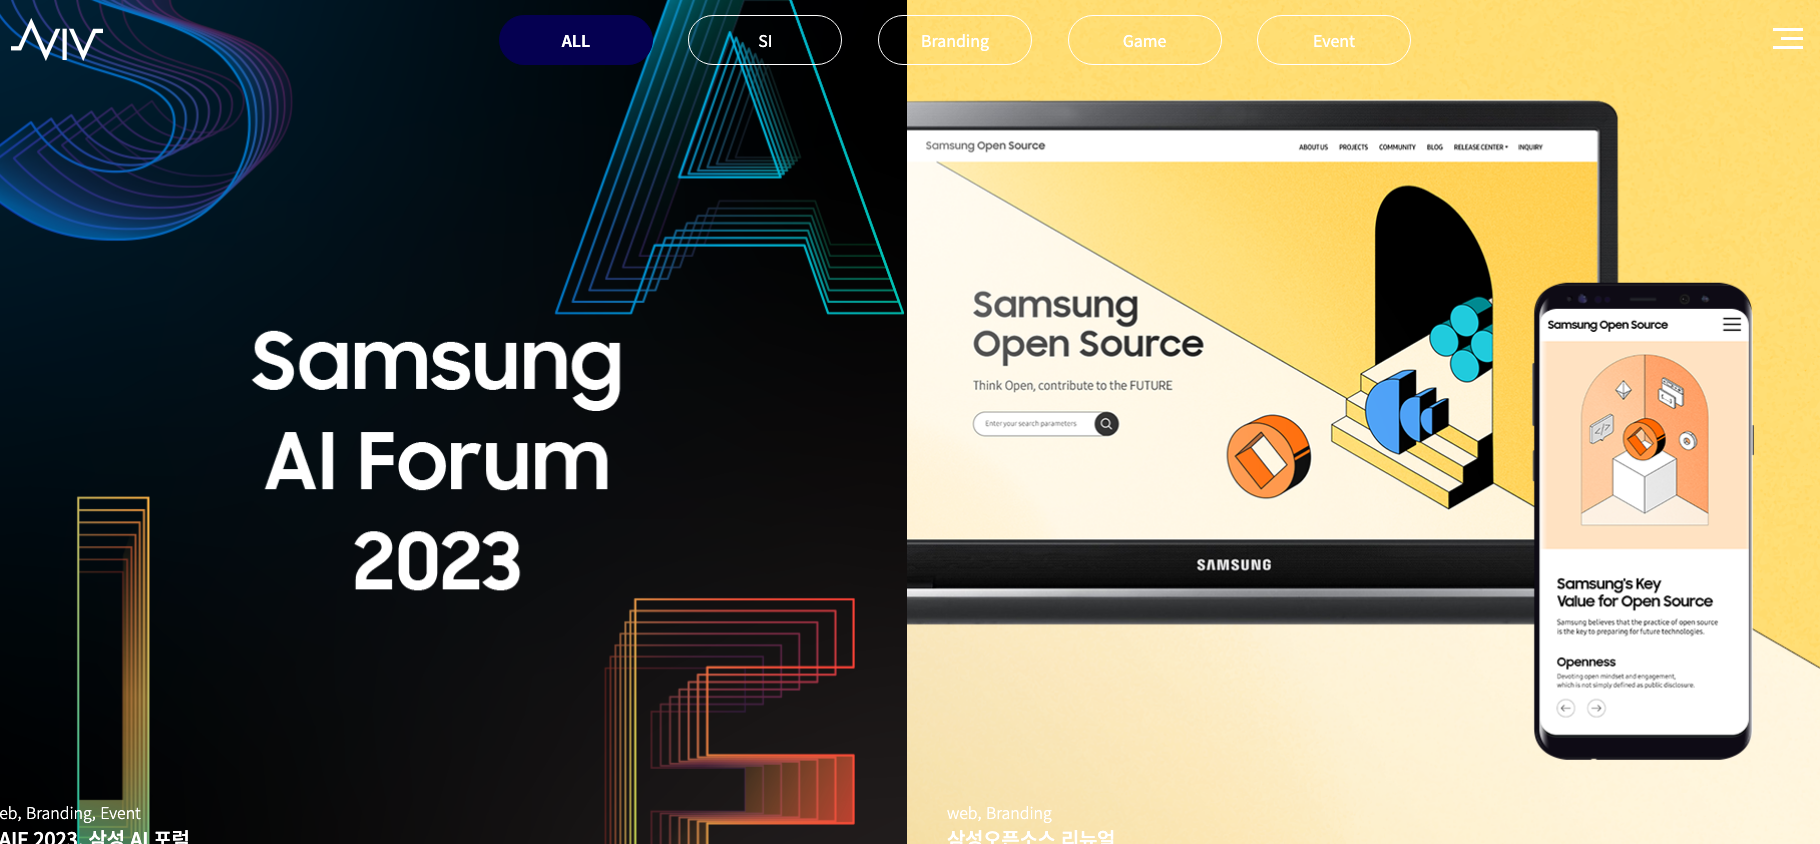 NIV
ALL
SI
Branding
Game
Event
Samsung
AI Forum
2023
eb, Branding, Event
AIF 2023, 삼성 AI 포럼
Samsung Open Source
ABOUT US PROJECTS COMMUNITY BLOG RELEASE CENTER INQUIRY
Samsung
Open Source
Think Open, contribute to the FUTURE
Enter your search parameters
SAMSUNG
Samsung Open Source
Samsung's Key
Value for Open Source
Samsung believes that the practice of open source
is the key to preparing for future technologies.
Openness
Devoting open mindset and engagement,
which is not simply defined as public disclosure.
web, Branding
삼성오픈소스 리뉴얼